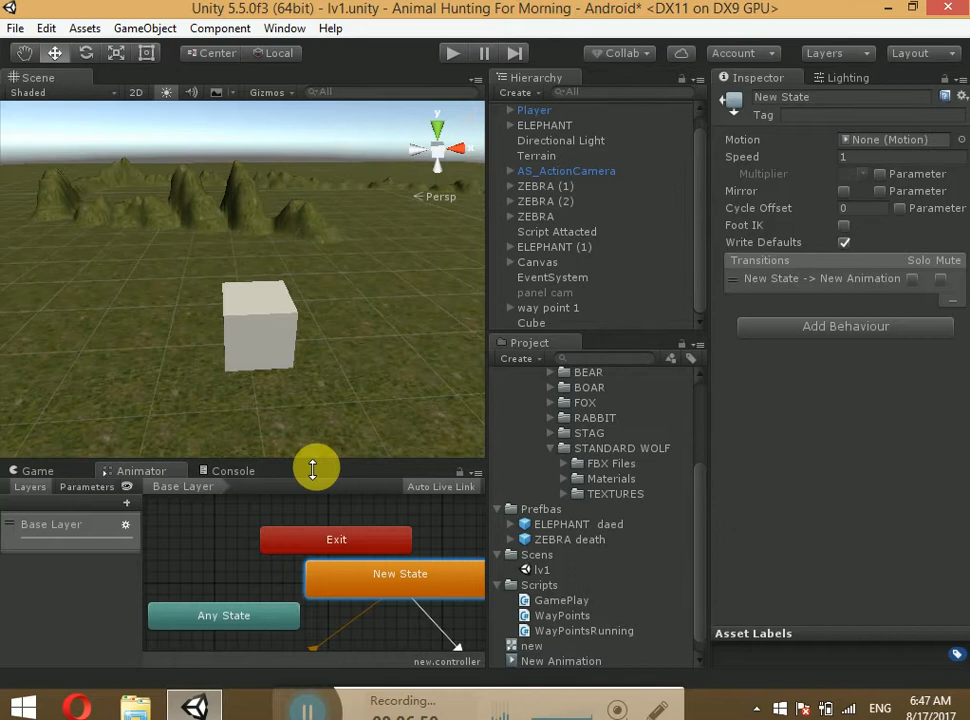 Unity 5.5.0f3 (64bit) - lv1.unity - Animal Hunting For Morning - Android* <DX11 on DX9 GPU>
File Edit Assets GameObject Component Window Help
Center Local Collab Account Layers Layout
Scene
Shaded 2D Gizmos All
Persp
y
Hierarchy
Create All
Player
ELEPHANT
Directional Light
Terrain
AS_ActionCamera
ZEBRA (1)
ZEBRA (2)
ZEBRA
Script Attacted
ELEPHANT (1)
Canvas
EventSystem
panel cam
way point 1
Cube
Project
Create
BEAR
BOAR
FOX
RABBIT
STAG
STANDARD WOLF
FBX Files
Materials
TEXTURES
Prefbas
ELEPHANT daed
ZEBRA death
Scens
lv1
Scripts
GamePlay
WayPoints
WayPointsRunning
new
New Animation
Inspector Lighting
New State
Tag
Motion None (Motion)
Speed 1
Multiplier Parameter
Mirror Parameter
Cycle Offset 0 Parameter
Foot IK
Write Defaults
Transitions Solo Mute
New State -> New Animation
Add Behaviour
Asset Labels
Game Animator Console
Layers Parameters Base Layer Auto Live Link
Base Layer
Exit
New State
Any State
new.controller
Recording...
ENG
6:47 AM
8/17/2017